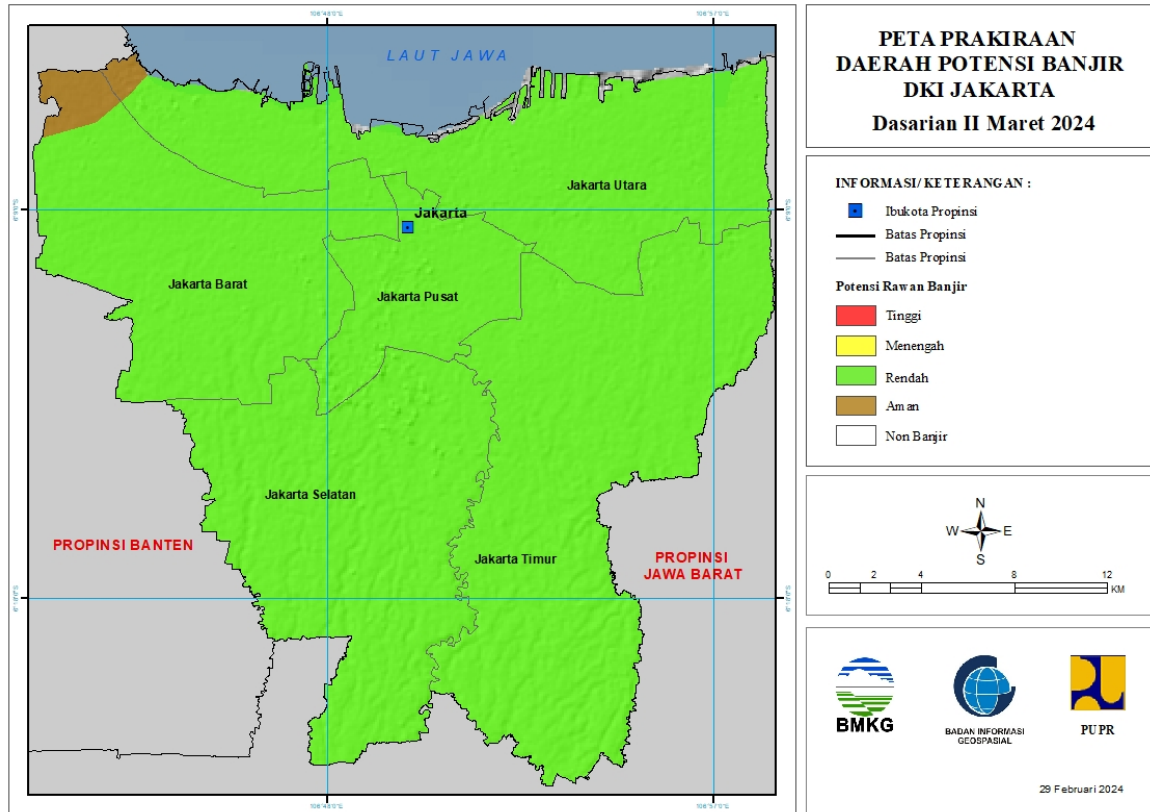 PETA PRAKIRAAN
DAERAH POTENSI BANJIR
DKI JAKARTA
Dasarian II Maret 2024
INFORMASI/ KETERANGAN :
Ibukota Propinsi
Batas Propinsi
Batas Propinsi
Potensi Rawan Banjir
Tinggi
Menengah
Rendah
Aman
Non Banjir
N
W E
S
0 2 4 8 12
KM
BMKG
BADAN INFORMASI
GEOSPASIAL
PUPR
29 Februari 2024
LAUT JAWA
Jakarta Utara
Jakarta
Jakarta Barat
Jakarta Pusat
Jakarta Selatan
Jakarta Timur
PROPINSI BANTEN
PROPINSI
JAWA BARAT